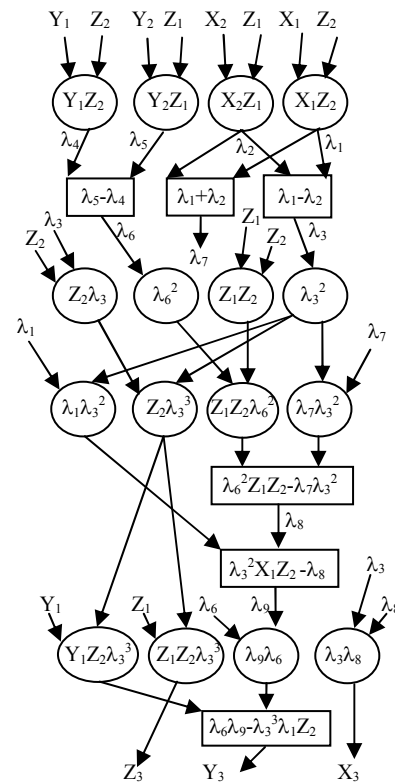 Y₁ Z₂ Y₂ Z₁ X₂ Z₁ X₁ Z₂
Y₁Z₂ Y₂Z₁ X₂Z₁ X₁Z₂
λ₄ λ₅ λ₂ λ₁
λ₅-λ₄ λ₁+λ₂ λ₁-λ₂
λ₃ Z₂ λ₆ λ₇ Z₁ Z₂ λ₃
Z₂λ₃ λ₆² Z₁Z₂ λ₃²
λ₁ λ₇
λ₁λ₃² Z₂λ₃³ Z₁Z₂λ₆² λ₇λ₃²
λ₆²Z₁Z₂-λ₇λ₃²
λ₈
λ₃²X₁Z₂-λ₈
Y₁ Z₁ λ₆ λ₉ λ₃ λ₈
Y₁Z₂λ₃³ Z₁Z₂λ₃³ λ₉λ₆ λ₃λ₈
λ₆λ₉-λ₃³λ₁Z₂
Z₃ Y₃ X₃